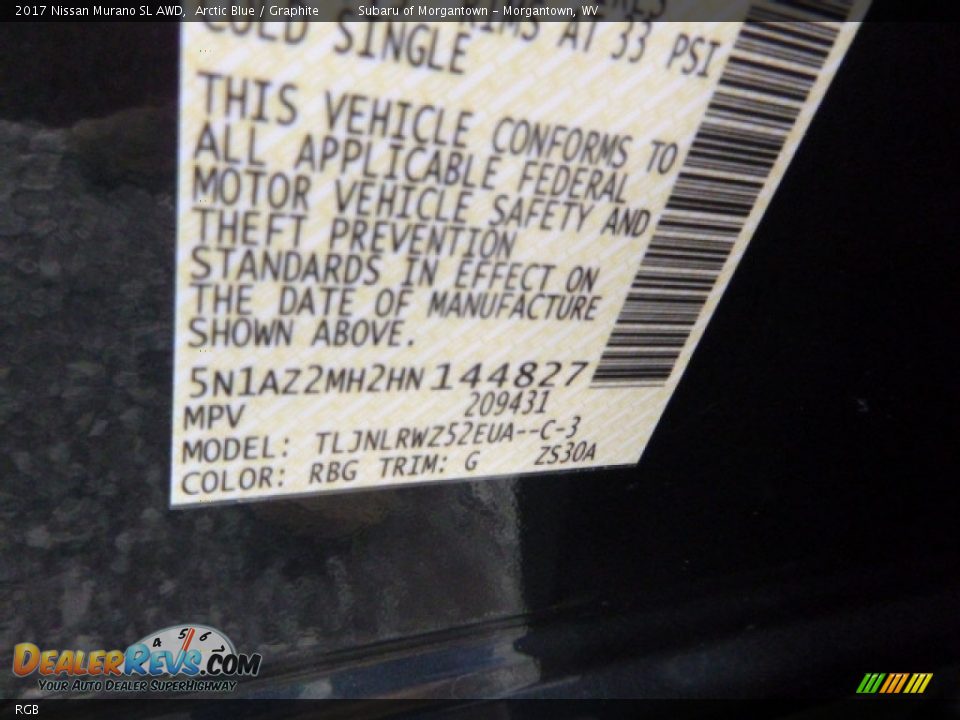 2017 Nissan Murano SL AWD, Arctic Blue / Graphite Subaru of Morgantown - Morgantown, WV
AT 33 PSI
COLD SINGLE
THIS VEHICLE CONFORMS TO
ALL APPLICABLE FEDERAL
MOTOR VEHICLE SAFETY AND
THEFT PREVENTION
STANDARDS IN EFFECT ON
THE DATE OF MANUFACTURE
SHOWN ABOVE.
5N1AZ2MH2HN144827
MPV 209431
MODEL: TLJNLRWZ52EUA--C-3
COLOR: RBG TRIM: G ZS30A
4 5 6
DEALERREVS.COM
YOUR AUTO DEALER SUPERHIGHWAY
RGB